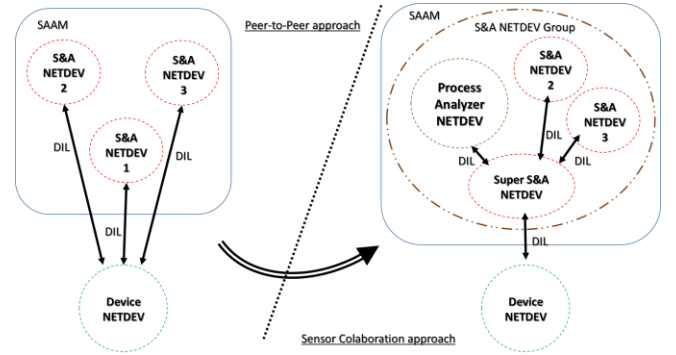 SAAM
S&A
NETDEV
2
S&A
NETDEV
3
S&A
NETDEV
1
DIL
DIL
DIL
Device
NETDEV
Peer-to-Peer approach
Sensor Colaboration approach
SAAM
S&A NETDEV Group
Process
Analyzer
NETDEV
S&A
NETDEV
2
S&A
NETDEV
3
DIL
DIL
DIL
Super S&A
NETDEV
DIL
Device
NETDEV